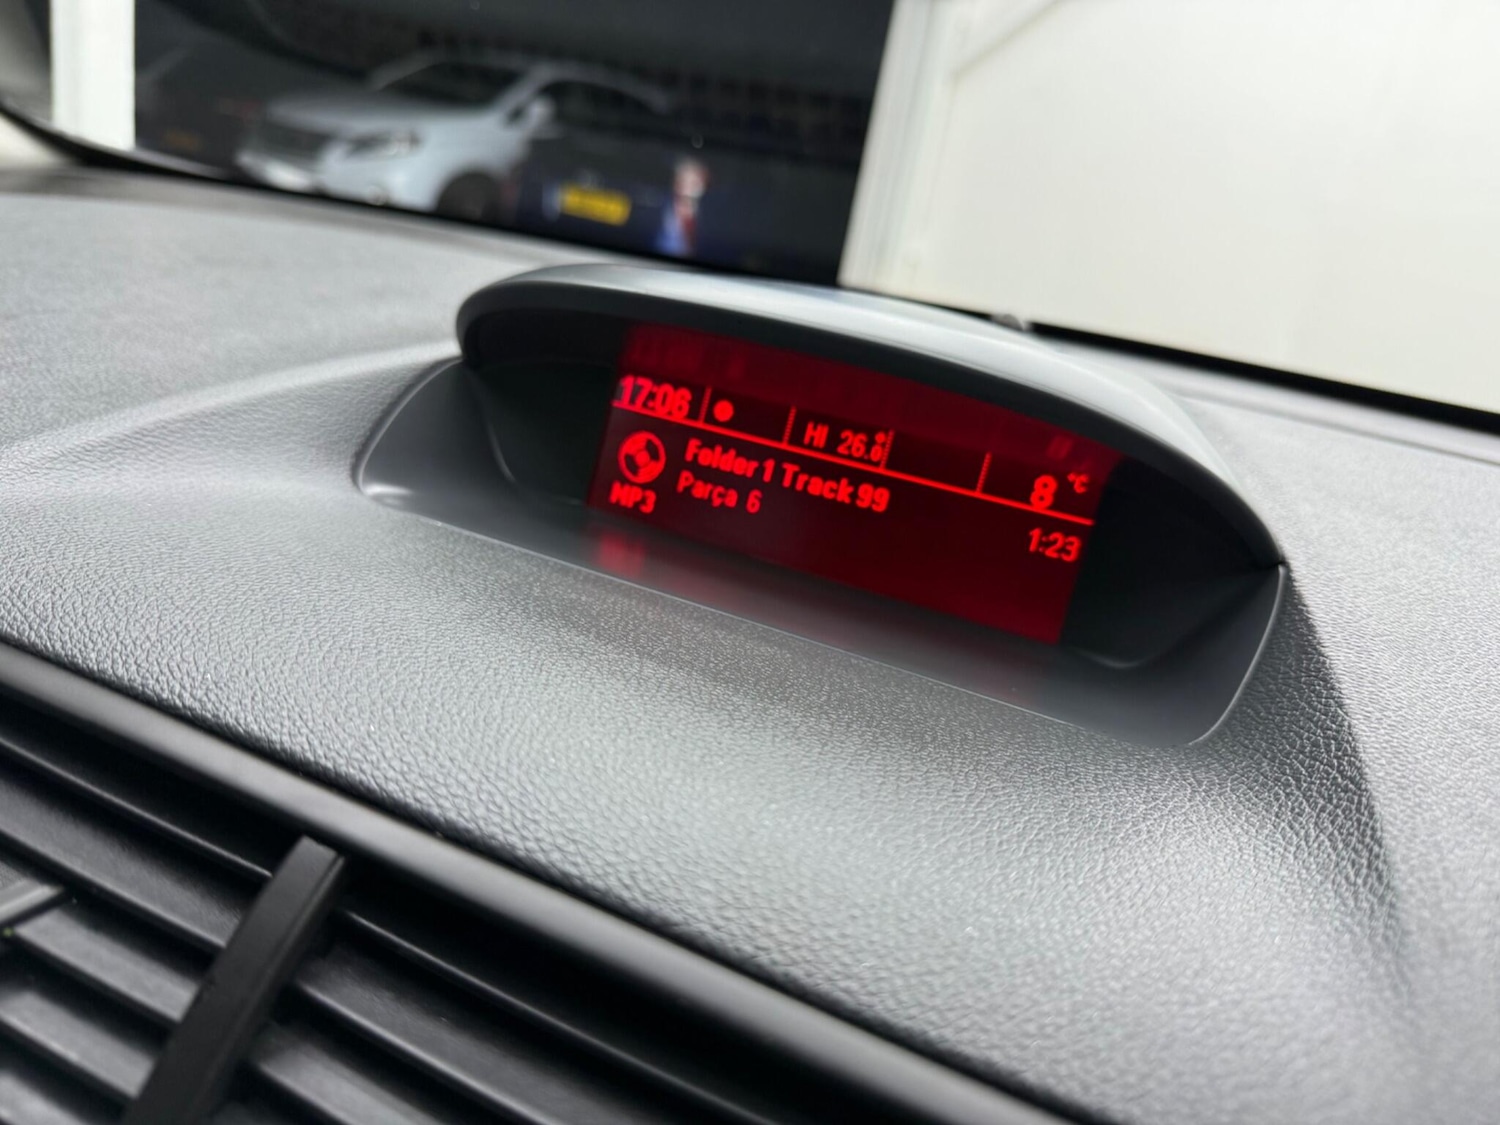 17:06 HI 26.0 8 °C
Folder 1 Track 99
Parça 6
MP3
1:23